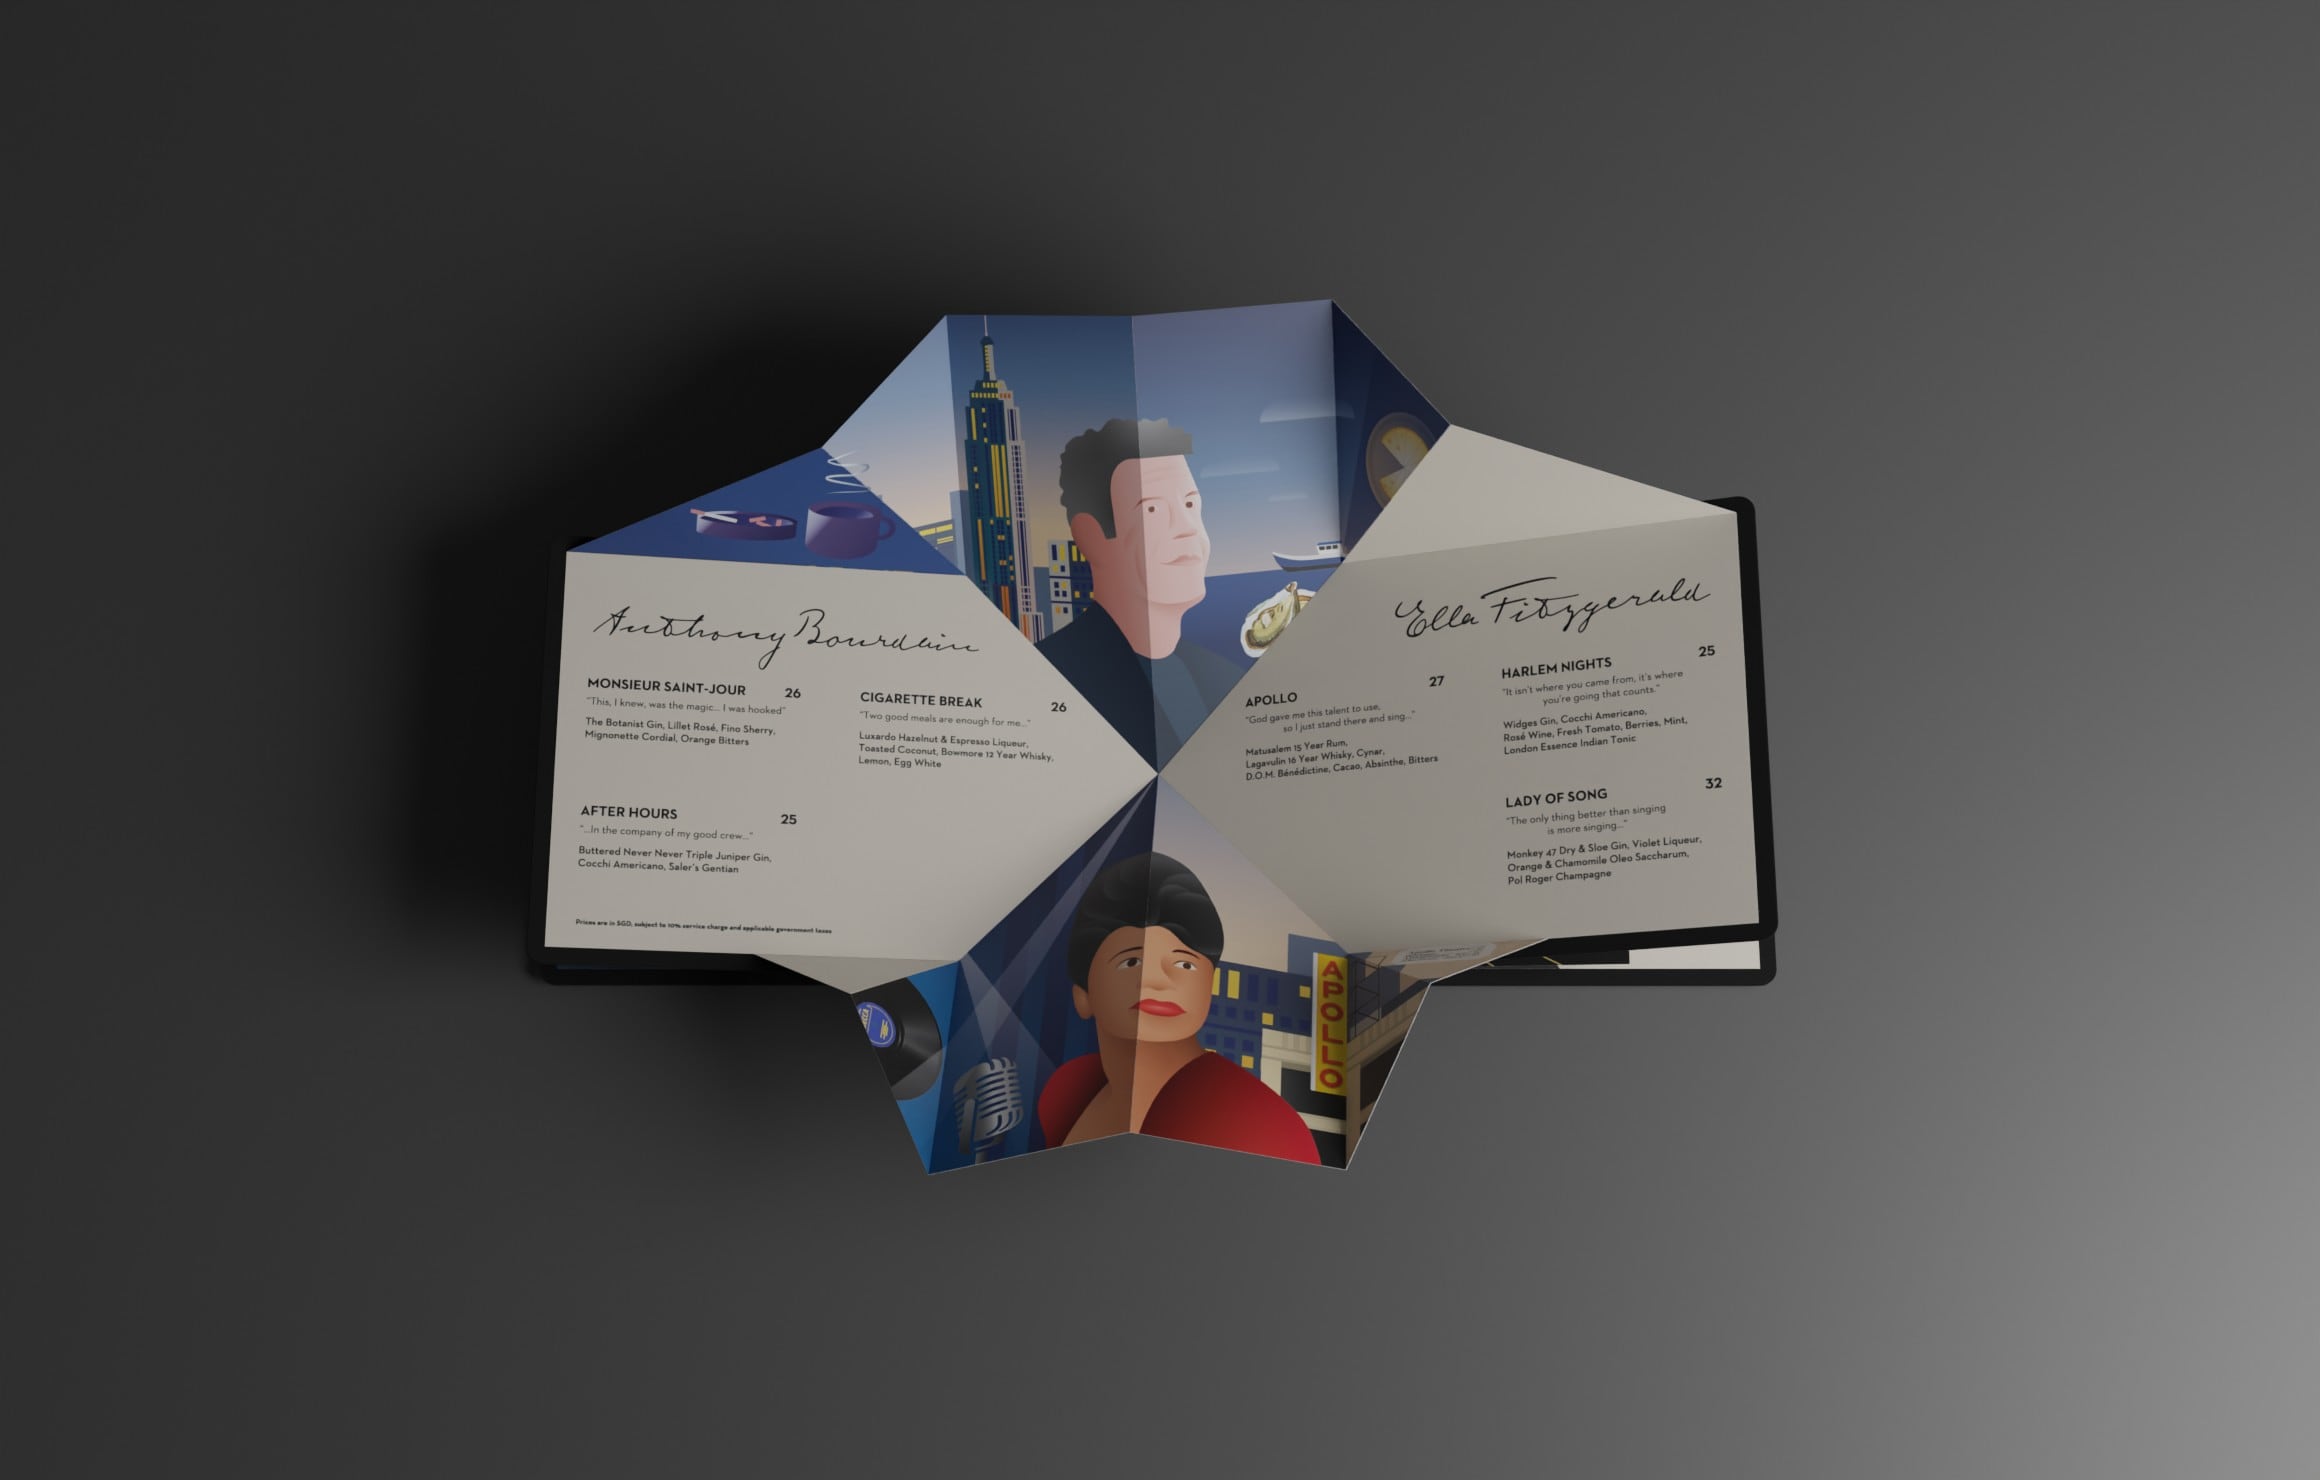 Anthony Bourdain
MONSIEUR SAINT-JOUR 26
"This, I knew, was the magic... I was hooked"
The Botanist Gin, Lillet Rosé, Fino Sherry,
Mignonette Cordial, Orange Bitters
CIGARETTE BREAK 26
"Two good meals are enough for me..."
Luxardo Hazelnut & Espresso Liqueur,
Toasted Coconut, Bowmore 12 Year Whisky,
Lemon, Egg White
AFTER HOURS 25
"...In the company of my good crew..."
Buttered Never Never Triple Juniper Gin,
Cocchi Americano, Saler's Gentian
Prices are in SGD, subject to 10% service charge and applicable government taxes
Ella Fitzgerald
APOLLO 27
"God gave me this talent to use,
so I just stand there and sing..."
Matusalem 15 Year Rum,
Lagavulin 16 Year Whisky, Cynar,
D.O.M. Bénédictine, Cacao, Absinthe, Bitters
HARLEM NIGHTS 25
"It isn't where you came from, it's where
you're going that counts."
Widges Gin, Cocchi Americano,
Rosé Wine, Fresh Tomato, Berries, Mint,
London Essence Indian Tonic
LADY OF SONG 32
"The only thing better than singing
is more singing..."
Monkey 47 Dry & Sloe Gin, Violet Liqueur,
Orange & Chamomile Oleo Saccharum,
Pol Roger Champagne
APOLLO